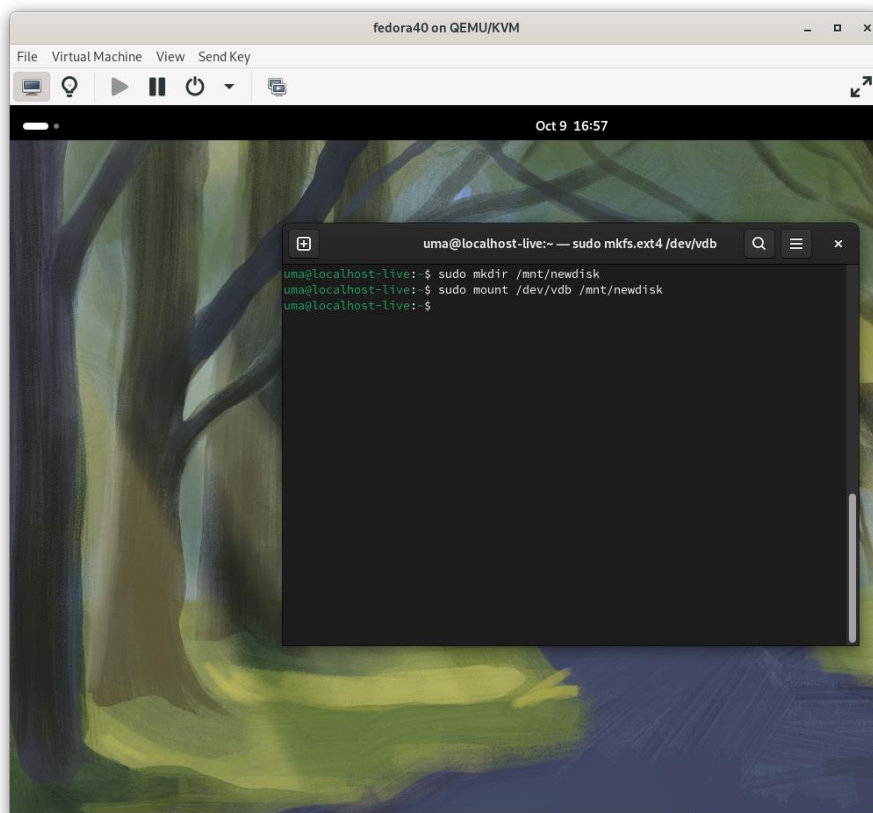 fedora40 on QEMU/KVM
File Virtual Machine View Send Key
Oct 9 16:57
uma@localhost-live:~ — sudo mkfs.ext4 /dev/vdb
uma@localhost-live:~$ sudo mkdir /mnt/newdisk
uma@localhost-live:~$ sudo mount /dev/vdb /mnt/newdisk
uma@localhost-live:~$